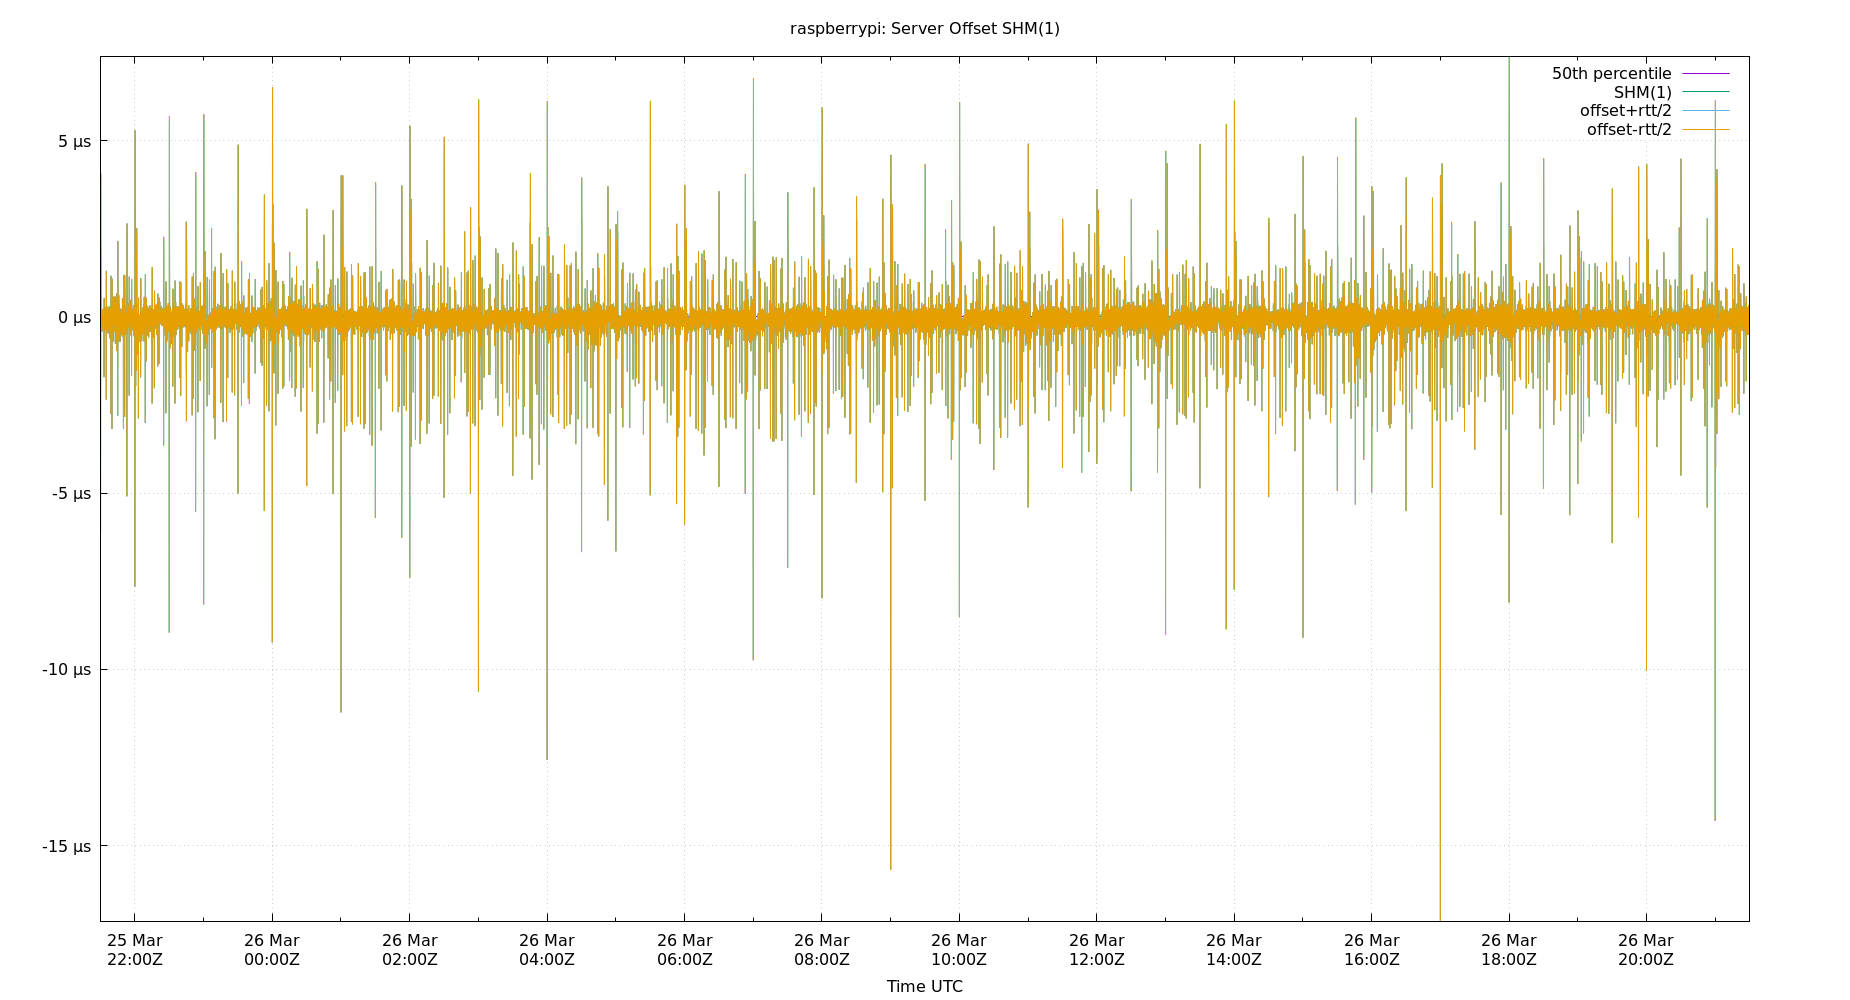 raspberrypi: Server Offset SHM(1)
50th percentile
SHM(1)
offset+rtt/2
offset-rtt/2
5 µs
0 µs
-5 µs
-10 µs
-15 µs
25 Mar 26 Mar 26 Mar 26 Mar 26 Mar 26 Mar 26 Mar 26 Mar 26 Mar 26 Mar 26 Mar 26 Mar
22:00Z 00:00Z 02:00Z 04:00Z 06:00Z 08:00Z 10:00Z 12:00Z 14:00Z 16:00Z 18:00Z 20:00Z
Time UTC